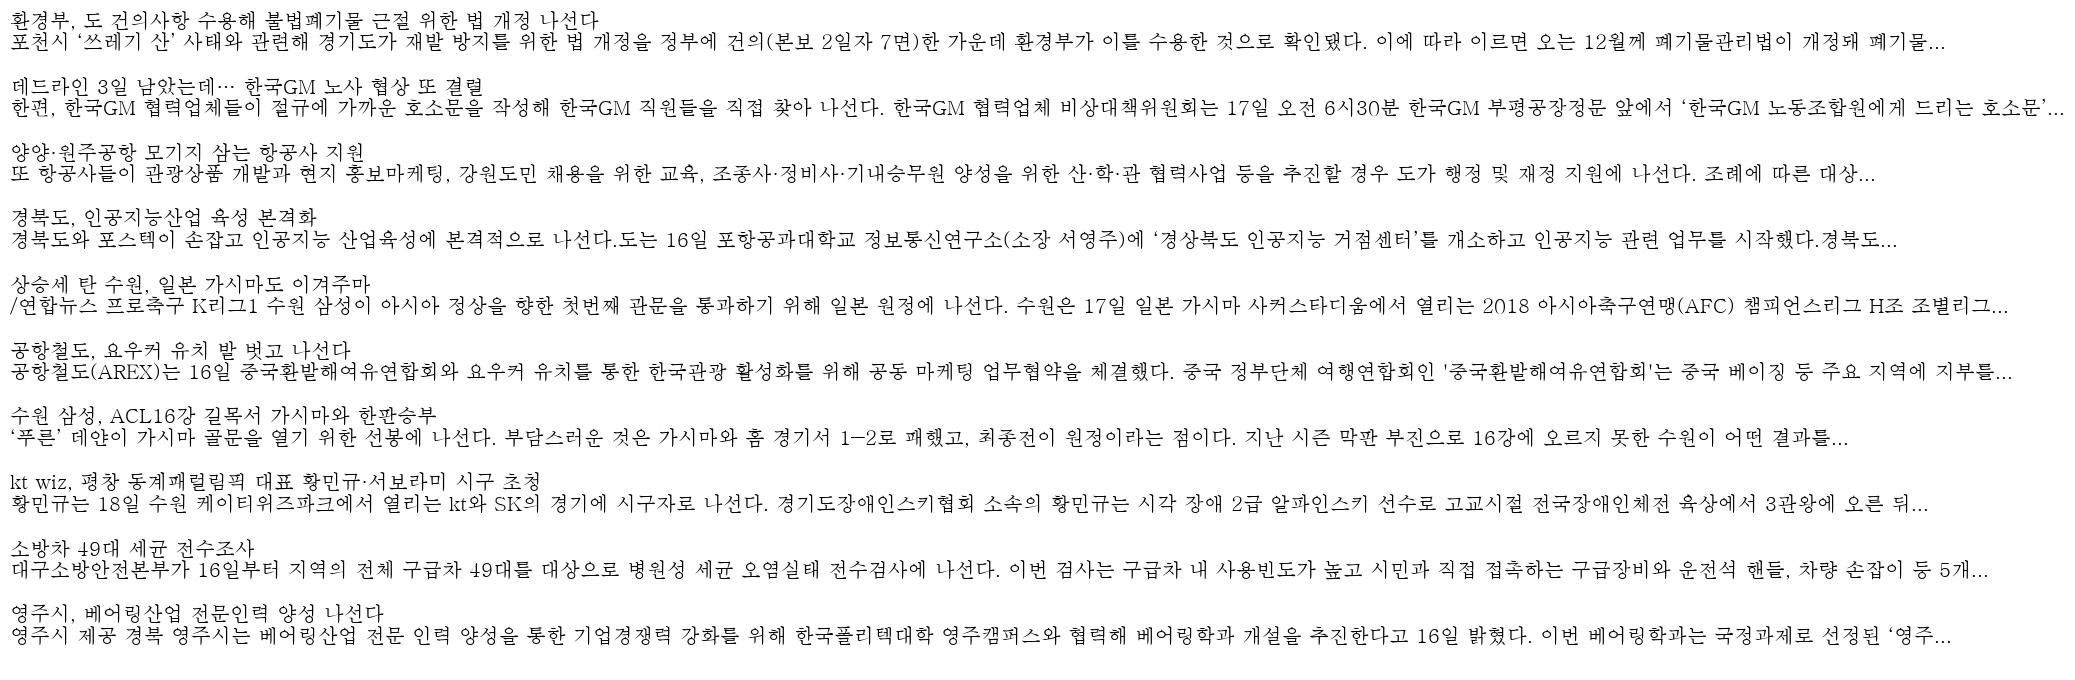 환경부, 도 건의사항 수용해 불법폐기물 근절 위한 법 개정 나선다
포천시 ‘쓰레기 산’ 사태와 관련해 경기도가 재발 방지를 위한 법 개정을 정부에 건의(본보 2일자 7면)한 가운데 환경부가 이를 수용한 것으로 확인됐다. 이에 따라 이르면 오는 12월께 폐기물관리법이 개정돼 폐기물...
데드라인 3일 남았는데… 한국GM 노사 협상 또 결렬
한편, 한국GM 협력업체들이 절규에 가까운 호소문을 작성해 한국GM 직원들을 직접 찾아 나선다. 한국GM 협력업체 비상대책위원회는 17일 오전 6시30분 한국GM 부평공장정문 앞에서 ‘한국GM 노동조합원에게 드리는 호소문’...
양양·원주공항 모기지 삼는 항공사 지원
또 항공사들이 관광상품 개발과 현지 홍보마케팅, 강원도민 채용을 위한 교육, 조종사·정비사·기내승무원 양성을 위한 산·학·관 협력사업 등을 추진할 경우 도가 행정 및 재정 지원에 나선다. 조례에 따른 대상...
경북도, 인공지능산업 육성 본격화
경북도와 포스텍이 손잡고 인공지능 산업육성에 본격적으로 나선다.도는 16일 포항공과대학교 정보통신연구소(소장 서영주)에 ‘경상북도 인공지능 거점센터’를 개소하고 인공지능 관련 업무를 시작했다.경북도...
상승세 탄 수원, 일본 가시마도 이겨주마
/연합뉴스 프로축구 K리그1 수원 삼성이 아시아 정상을 향한 첫번째 관문을 통과하기 위해 일본 원정에 나선다. 수원은 17일 일본 가시마 사커스타디움에서 열리는 2018 아시아축구연맹(AFC) 챔피언스리그 H조 조별리그...
공항철도, 요우커 유치 발 벗고 나선다
공항철도(AREX)는 16일 중국환발해여유연합회와 요우커 유치를 통한 한국관광 활성화를 위해 공동 마케팅 업무협약을 체결했다. 중국 정부단체 여행연합회인 '중국환발해여유연합회'는 중국 베이징 등 주요 지역에 지부를...
수원 삼성, ACL16강 길목서 가시마와 한판승부
‘푸른’ 데얀이 가시마 골문을 열기 위한 선봉에 나선다. 부담스러운 것은 가시마와 홈 경기서 1—2로 패했고, 최종전이 원정이라는 점이다. 지난 시즌 막판 부진으로 16강에 오르지 못한 수원이 어떤 결과를...
kt wiz, 평창 동계패럴림픽 대표 황민규·서보라미 시구 초청
황민규는 18일 수원 케이티위즈파크에서 열리는 kt와 SK의 경기에 시구자로 나선다. 경기도장애인스키협회 소속의 황민규는 시각 장애 2급 알파인스키 선수로 고교시절 전국장애인체전 육상에서 3관왕에 오른 뒤...
소방차 49대 세균 전수조사
대구소방안전본부가 16일부터 지역의 전체 구급차 49대를 대상으로 병원성 세균 오염실태 전수검사에 나선다. 이번 검사는 구급차 내 사용빈도가 높고 시민과 직접 접촉하는 구급장비와 운전석 핸들, 차량 손잡이 등 5개...
영주시, 베어링산업 전문인력 양성 나선다
영주시 제공 경북 영주시는 베어링산업 전문 인력 양성을 통한 기업경쟁력 강화를 위해 한국폴리텍대학 영주캠퍼스와 협력해 베어링학과 개설을 추진한다고 16일 밝혔다. 이번 베어링학과는 국정과제로 선정된 ‘영주...